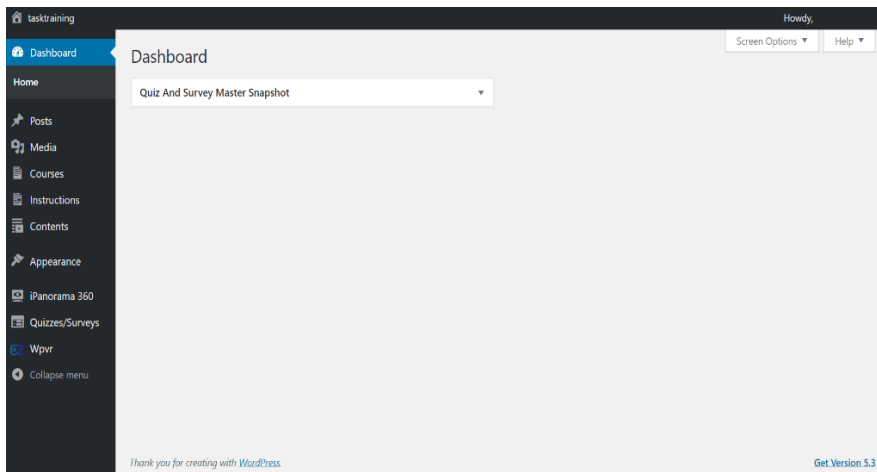 tasktraining
Howdy,
Dashboard
Home
Posts
Media
Courses
Instructions
Contents
Appearance
iPanorama 360
Quizzes/Surveys
Wpvr
Collapse menu
Screen Options
Help
Dashboard
Quiz And Survey Master Snapshot
Thank you for creating with WordPress.
Get Version 5.3